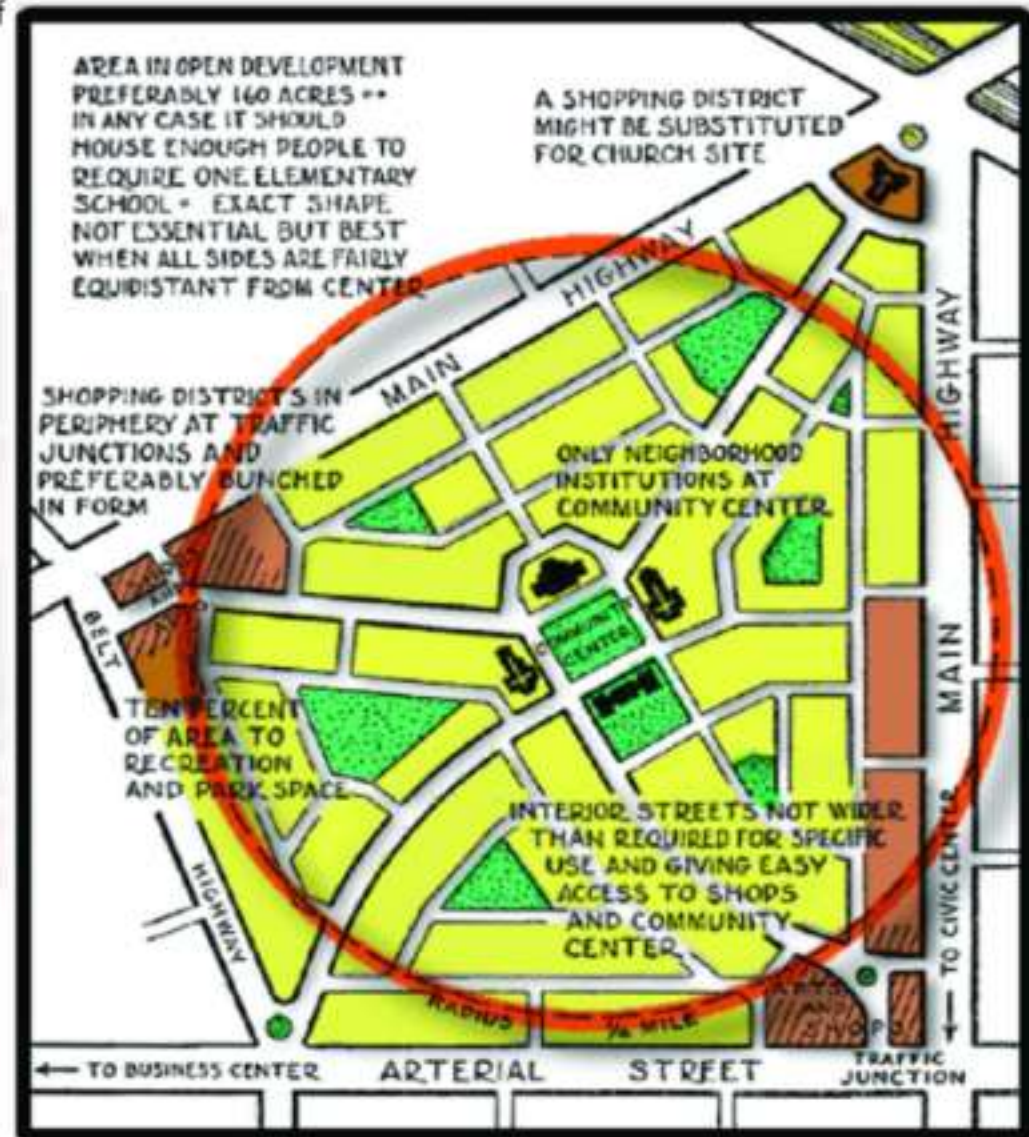 AREA IN OPEN DEVELOPMENT
PREFERABLY 160 ACRES ··
IN ANY CASE IT SHOULD
HOUSE ENOUGH PEOPLE TO
REQUIRE ONE ELEMENTARY
SCHOOL · EXACT SHAPE
NOT ESSENTIAL BUT BEST
WHEN ALL SIDES ARE FAIRLY
EQUIDISTANT FROM CENTER
A SHOPPING DISTRICT
MIGHT BE SUBSTITUTED
FOR CHURCH SITE
MAIN HIGHWAY
SHOPPING DISTRICTS IN
PERIPHERY AT TRAFFIC
JUNCTIONS AND
PREFERABLY BUNCHED
IN FORM
ONLY NEIGHBORHOOD
INSTITUTIONS AT
COMMUNITY CENTER
MAIN HIGHWAY
CENTER
BELT HIGHWAY
TEN PERCENT
OF AREA TO
RECREATION
AND PARK SPACE
INTERIOR STREETS NOT WIDER
THAN REQUIRED FOR SPECIFIC
USE AND GIVING EASY
ACCESS TO SHOPS
AND COMMUNITY
CENTER
TO CIVIC CENTER
RADIUS
MILE
SHOPS
TO BUSINESS CENTER
ARTERIAL STREET
TRAFFIC
JUNCTION